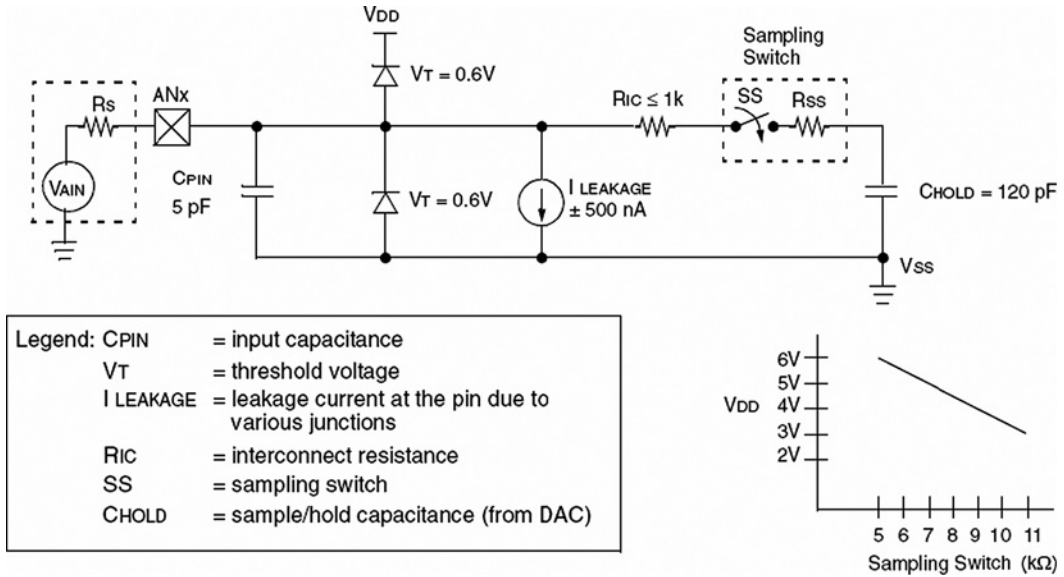 VDD
Sampling
Switch
VT = 0.6V
RS
ANx
RIC ≤ 1k
SS
RSS
VAIN
CPIN
5 pF
VT = 0.6V
I LEAKAGE
± 500 nA
CHOLD = 120 pF
VSS
Legend: CPIN = input capacitance
VT = threshold voltage
I LEAKAGE = leakage current at the pin due to
various junctions
RIC = interconnect resistance
SS = sampling switch
CHOLD = sample/hold capacitance (from DAC)
6V
5V
VDD 4V
3V
2V
5 6 7 8 9 10 11
Sampling Switch (kΩ)